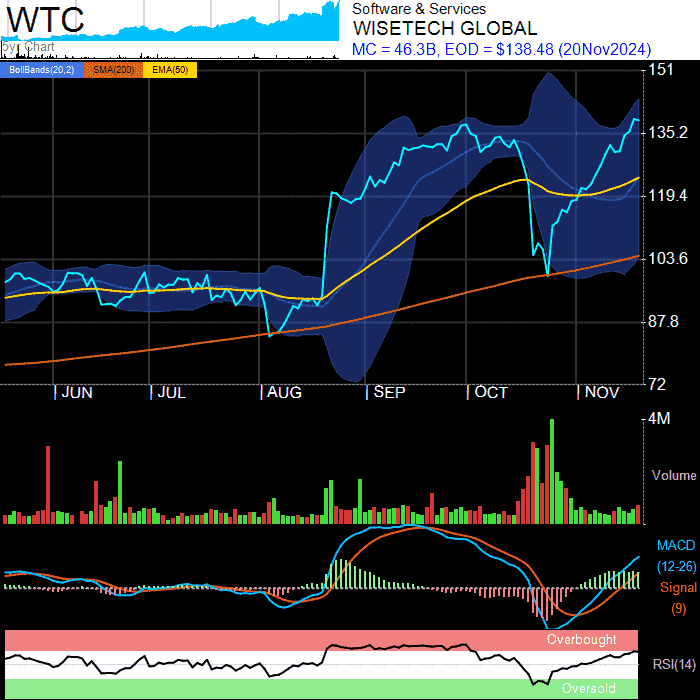 WTC
5yr Chart
Software & Services
WISETECH GLOBAL
MC = 46.3B, EOD = $138.48 (20Nov2024)
BollBands(20,2) SMA(200) EMA(50)
151
135.2
119.4
103.6
87.8
72
JUN JUL AUG SEP OCT NOV
4M
Volume
MACD
(12-26)
Signal
(9)
Overbought
RSI(14)
Oversold